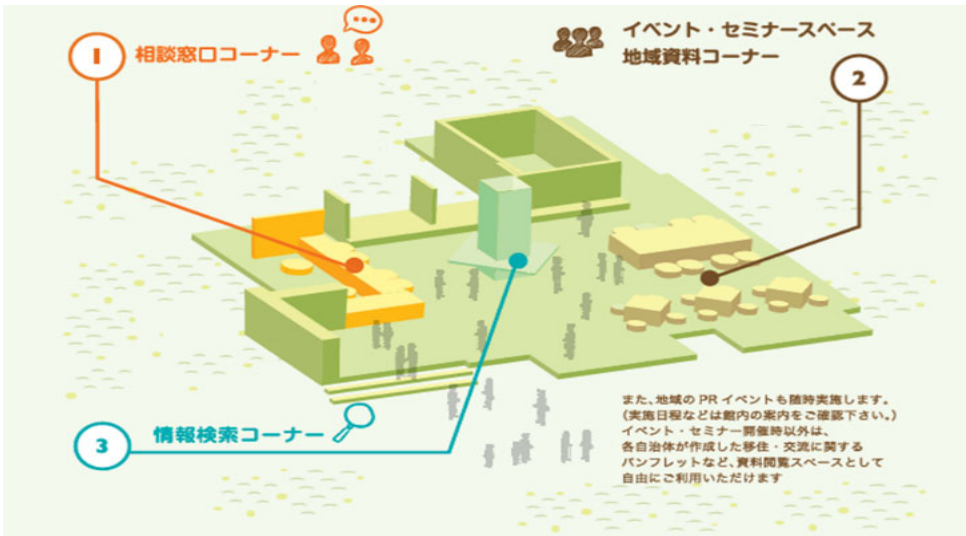 1
相談窓口コーナー
イベント・セミナースペース
地域資料コーナー
2
3
情報検索コーナー
また、地域のPRイベントも随時実施します。
(実施日程などは館内の案内をご確認下さい。)
イベント・セミナー開催時以外は、
各自治体が作成した移住・交流に関する
パンフレットなど、資料閲覧スペースとして
自由にご利用いただけます